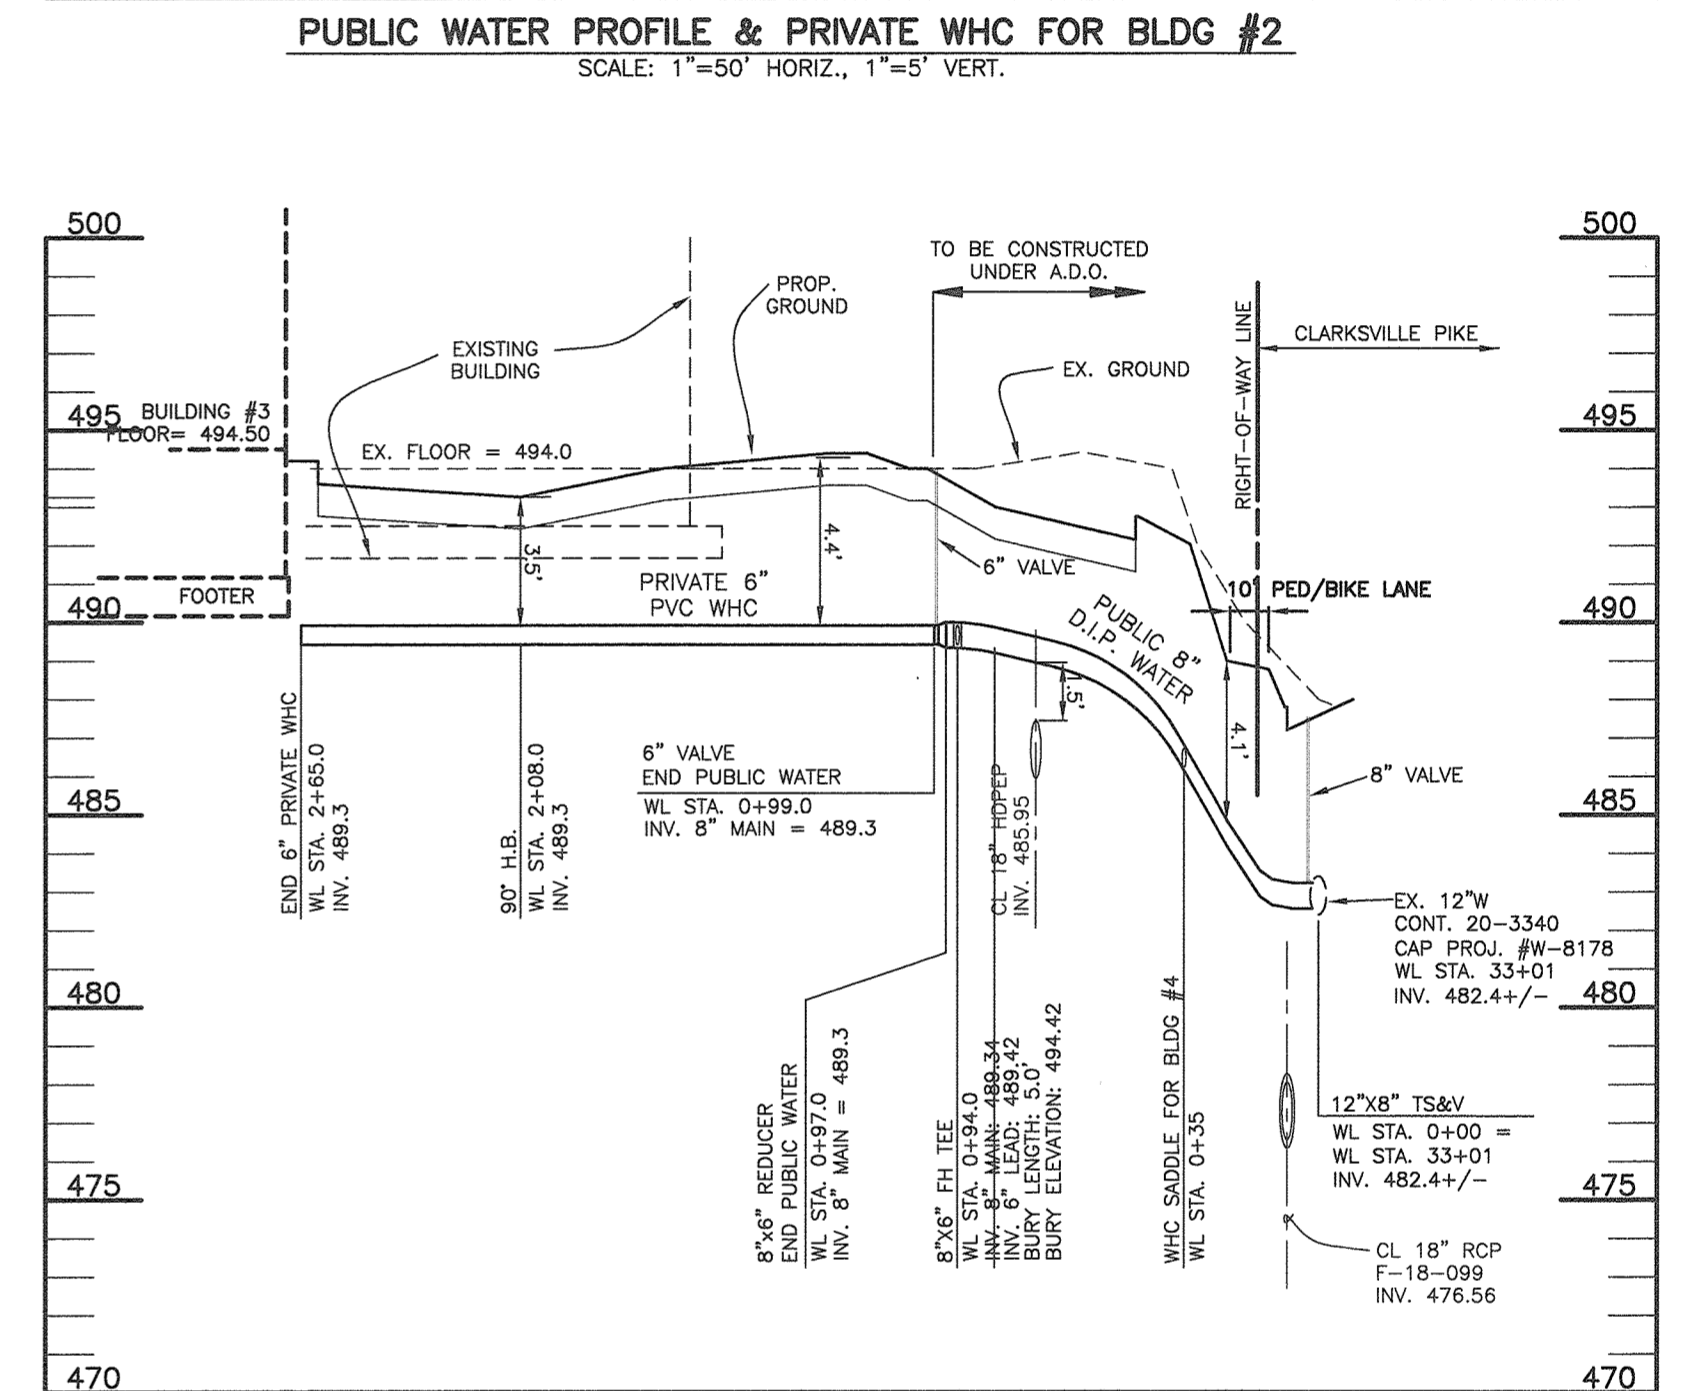 PUBLIC WATER PROFILE & PRIVATE WHC FOR BLDG #2
SCALE: 1"=50' HORIZ., 1"=5' VERT.
500
500
TO BE CONSTRUCTED
UNDER A.D.O.
PROP.
GROUND
RIGHT-OF-WAY LINE
CLARKSVILLE PIKE
EXISTING
BUILDING
EX. GROUND
495
BUILDING #3
FLOOR= 494.50
495
EX. FLOOR = 494.0
3.5'
4.4'
6" VALVE
PRIVATE 6"
PVC WHC
FOOTER
490
10' PED/BIKE LANE
490
PUBLIC 8"
D.I.P. WATER
1.5'
4.1'
END 6" PRIVATE WHC
WL STA. 2+65.0
INV. 489.3
90° H.B.
WL STA. 2+08.0
INV. 489.3
6" VALVE
END PUBLIC WATER
WL STA. 0+99.0
INV. 8" MAIN = 489.3
CL 18" HDPEP
INV. 485.95
8" VALVE
485
485
EX. 12"W
CONT. 20-3340
CAP PROJ. #W-8178
WL STA. 33+01
INV. 482.4+/-
480
480
8"X6" REDUCER
END PUBLIC WATER
WL STA. 0+97.0
INV. 8" MAIN = 489.3
8"X6" FH TEE
WL STA. 0+94.0
INV. 8" MAIN: 489.34
INV. 6" LEAD: 489.42
BURY LENGTH: 5.0'
BURY ELEVATION: 494.42
WHC SADDLE FOR BLDG #4
WL STA. 0+35
12"X8" TS&V
WL STA. 0+00 =
WL STA. 33+01
INV. 482.4+/-
475
475
CL 18" RCP
F-18-099
INV. 476.56
470
470